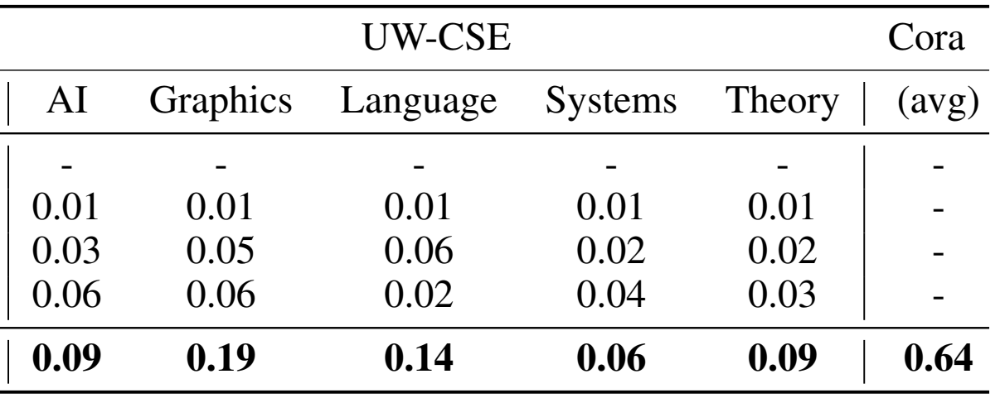 UW-CSE Cora
AI Graphics Language Systems Theory (avg)
- - - - - -
0.01 0.01 0.01 0.01 0.01 -
0.03 0.05 0.06 0.02 0.02 -
0.06 0.06 0.02 0.04 0.03 -
0.09 0.19 0.14 0.06 0.09 0.64